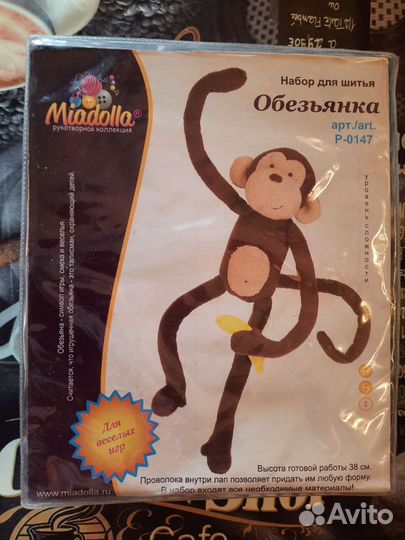 Miadolla®
рукотворная коллекция
Набор для шитья
Обезьянка
арт./art.
P-0147
уровень сложности
Обезьяна - символ игры, смеха и веселья.
Считается, что игрушечная обезьяна - это талисман, охраняющий детей.
Для
веселых
игр
Высота готовой работы 38 см.
Проволока внутри лап позволяет придать им любую форму.
В набор входят все необходимые материалы!
www.miadolla.ru
Cafe
Avito